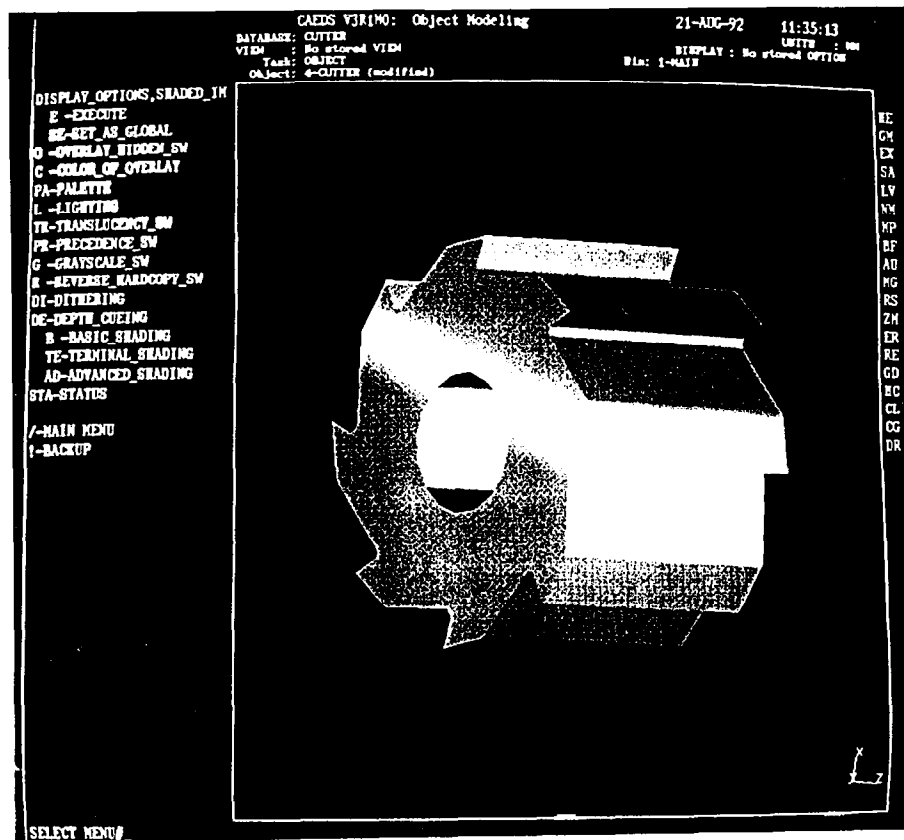 CAEDS V3R1M0: Object Modeling
21-AUG-92 11:35:13
DATABASE: CUTTER
UNITS : MM
VIEW : No stored VIEW
DISPLAY : No stored OPTION
Task: OBJECT
Bin: 1-MAIN
Object: 4-CUTTER (modified)
DISPLAY_OPTIONS,SHADED_IM
E -EXECUTE
SE-SET_AS_GLOBAL
O -OVERLAY_HIDDEN_SW
C -COLOR_OF_OVERLAY
PA-PALETTE
L -LIGHTING
TR-TRANSLUCENCY_SW
PR-PRECEDENCE_SW
G -GRAYSCALE_SW
R -REVERSE_HARDCOPY_SW
DI-DITHERING
DE-DEPTH_CUEING
B -BASIC_SHADING
TE-TERMINAL_SHADING
AD-ADVANCED_SHADING
STA-STATUS
/-MAIN MENU
!-BACKUP
GM
EX
SA
LV
NM
MP
BF
AU
MG
RS
ZM
ER
RE
GD
CL
CG
DR
X
Z
SELECT MENU#